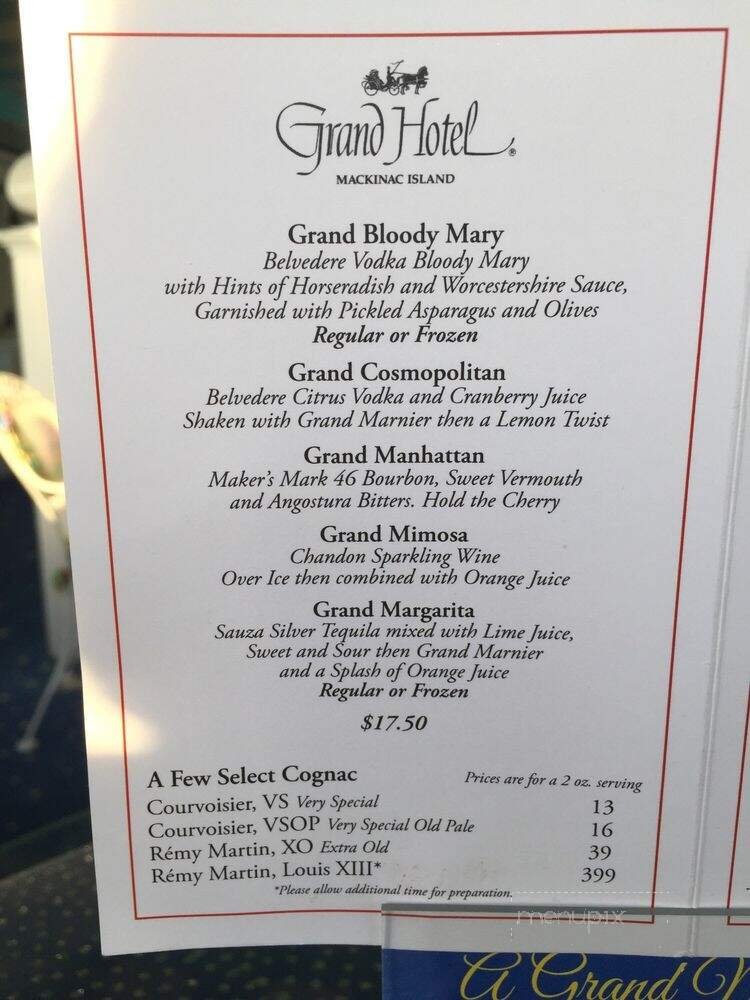 Grand Hotel®
MACKINAC ISLAND
Grand Bloody Mary
Belvedere Vodka Bloody Mary
with Hints of Horseradish and Worcestershire Sauce,
Garnished with Pickled Asparagus and Olives
Regular or Frozen
Grand Cosmopolitan
Belvedere Citrus Vodka and Cranberry Juice
Shaken with Grand Marnier then a Lemon Twist
Grand Manhattan
Maker's Mark 46 Bourbon, Sweet Vermouth
and Angostura Bitters. Hold the Cherry
Grand Mimosa
Chandon Sparkling Wine
Over Ice then combined with Orange Juice
Grand Margarita
Sauza Silver Tequila mixed with Lime Juice,
Sweet and Sour then Grand Marnier
and a Splash of Orange Juice
Regular or Frozen
$17.50
A Few Select Cognac Prices are for a 2 oz. serving
Courvoisier, VS Very Special 13
Courvoisier, VSOP Very Special Old Pale 16
Rémy Martin, XO Extra Old 39
Rémy Martin, Louis XIII* 399
*Please allow additional time for preparation.
menupix
A Grand